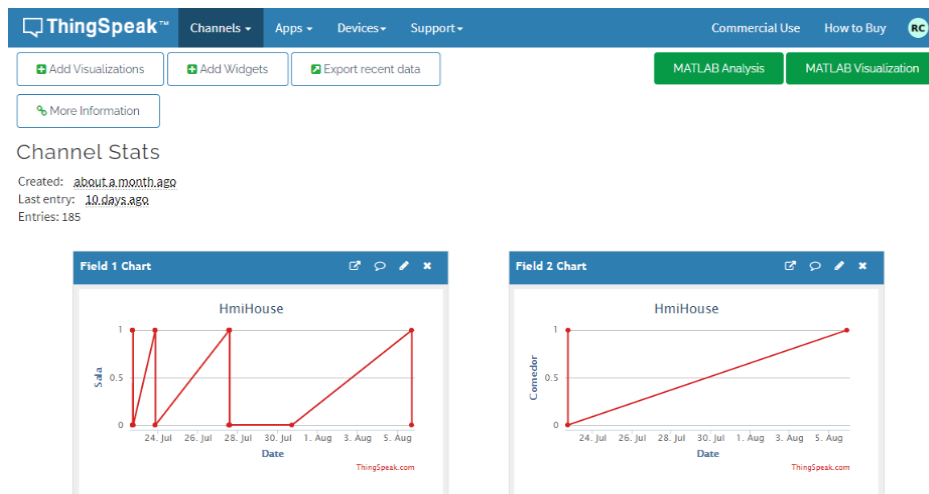 ThingSpeak™ Channels Apps Devices Support Commercial Use How to Buy RC
Add Visualizations Add Widgets Export recent data MATLAB Analysis MATLAB Visualization
More Information
Channel Stats
Created: about a month ago
Last entry: 10 days ago
Entries: 185
Field 1 Chart
HmiHouse
Sala
1
0.5
0
24. Jul 26. Jul 28. Jul 30. Jul 1. Aug 3. Aug 5. Aug
Date
ThingSpeak.com
Field 2 Chart
HmiHouse
Comedor
1
0.5
0
24. Jul 26. Jul 28. Jul 30. Jul 1. Aug 3. Aug 5. Aug
Date
ThingSpeak.com